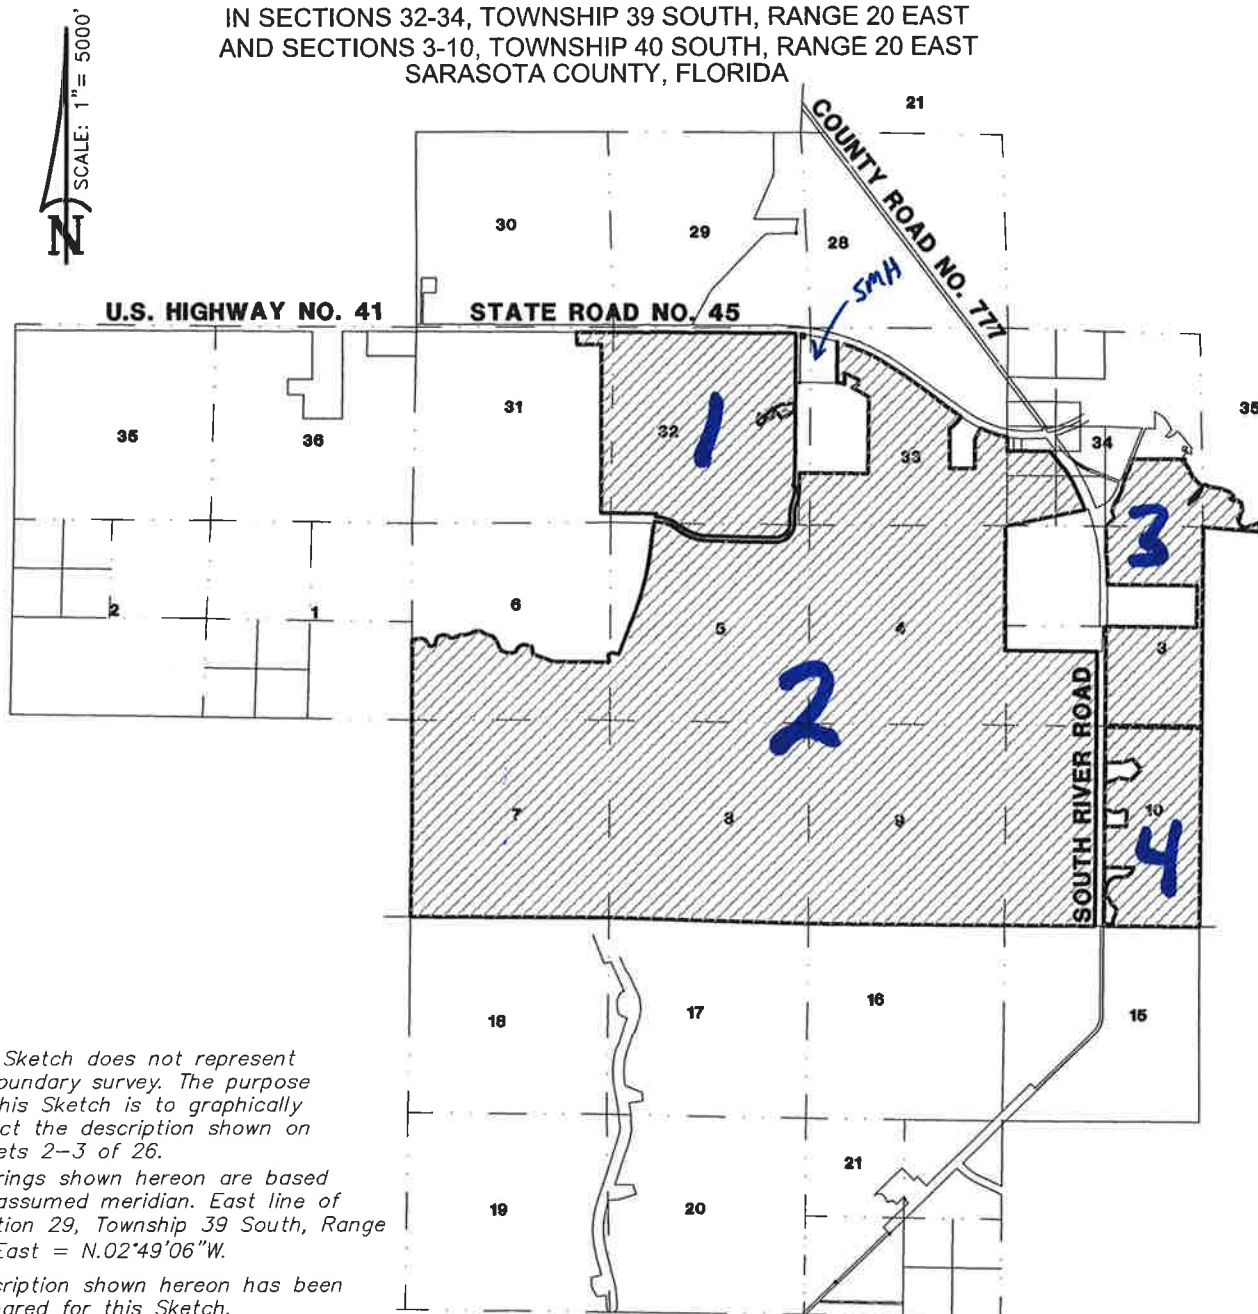 IN SECTIONS 32-34, TOWNSHIP 39 SOUTH, RANGE 20 EAST
AND SECTIONS 3-10, TOWNSHIP 40 SOUTH, RANGE 20 EAST
SARASOTA COUNTY, FLORIDA
SCALE: 1"= 5000'
N
21
COUNTY ROAD NO. 777
30
29
28
SMH
U.S. HIGHWAY NO. 41
STATE ROAD NO. 45
35
36
31
32
1
33
34
35
3
2
1
6
5
4
3
2
SOUTH RIVER ROAD
7
8
9
10
4
18
17
16
15
19
20
21
Sketch does not represent
oundary survey. The purpose
his Sketch is to graphically
ct the description shown on
ets 2-3 of 26.
rings shown hereon are based
assumed meridian. East line of
tion 29, Township 39 South, Range
East = N.02°49'06"W.
cription shown hereon has been
ared for this Sketch.